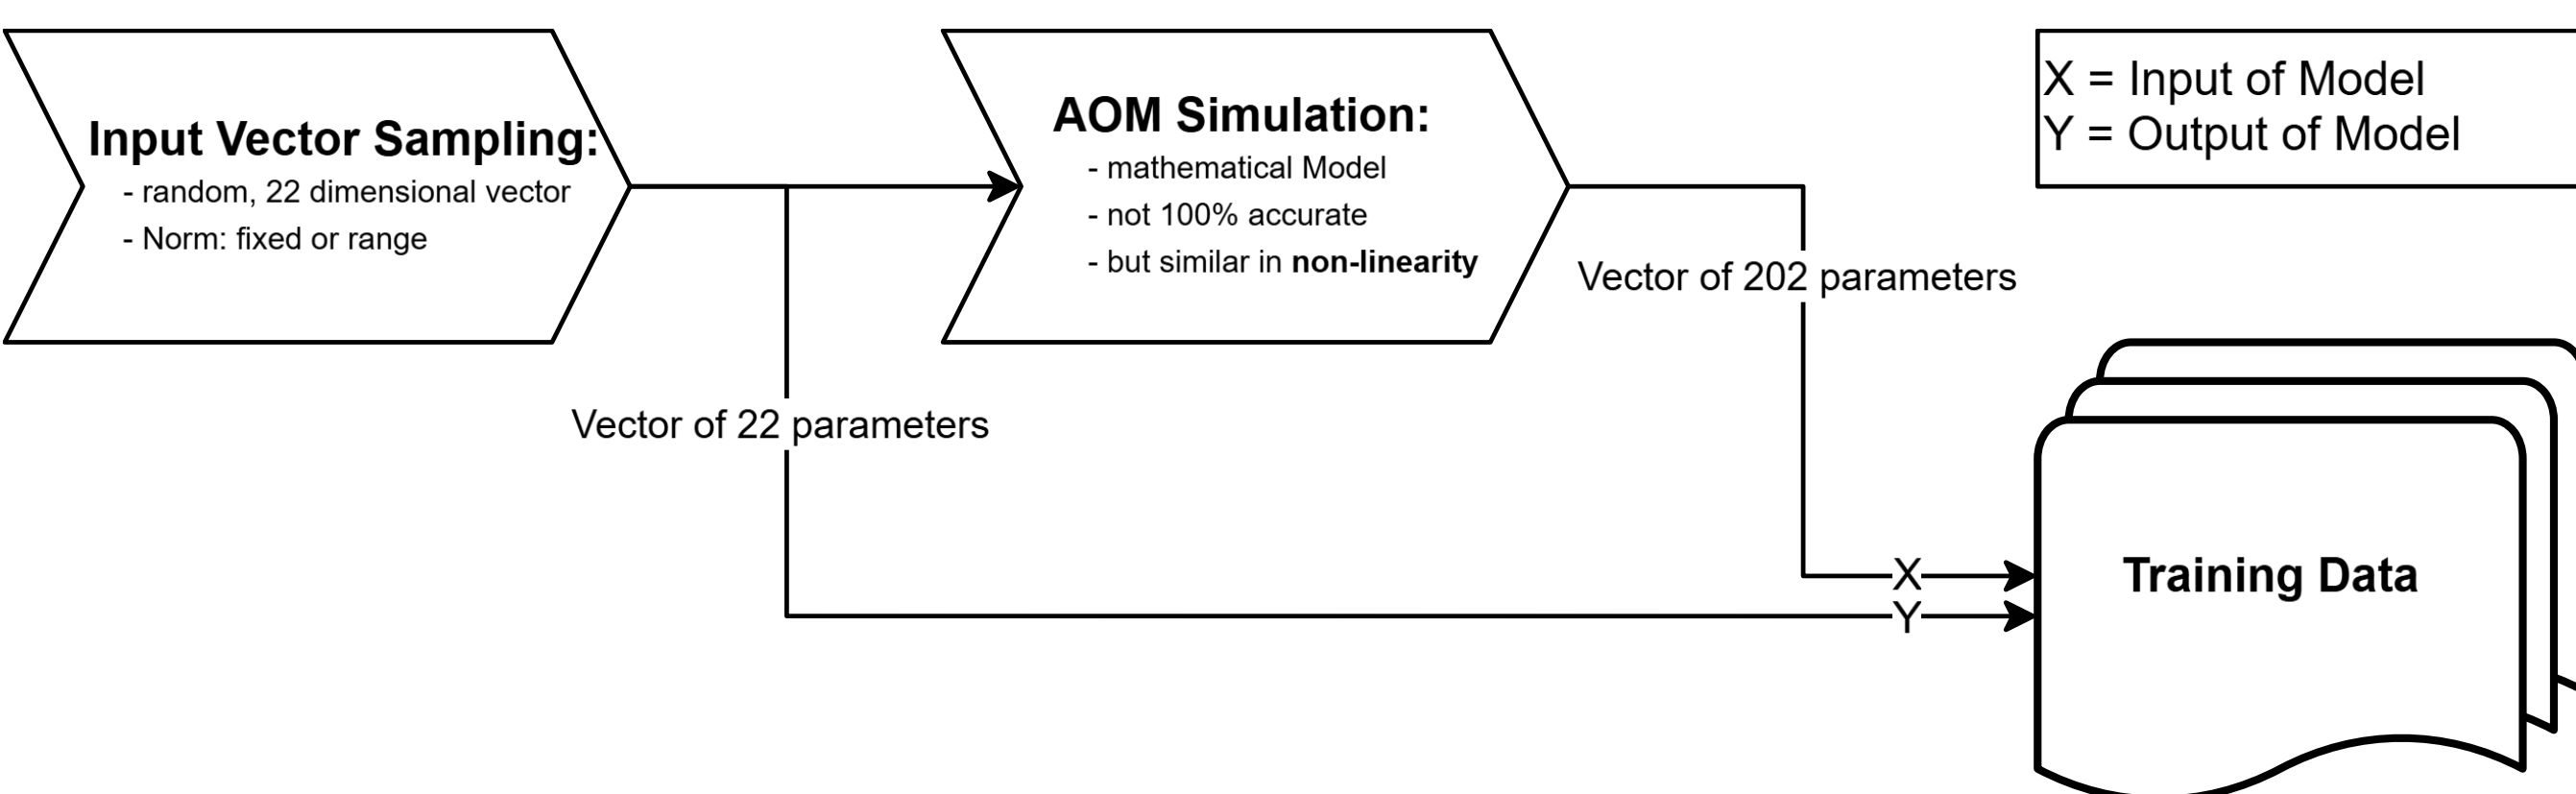 Input Vector Sampling:
- random, 22 dimensional vector
- Norm: fixed or range
AOM Simulation:
- mathematical Model
- not 100% accurate
- but similar in non-linearity
X = Input of Model
Y = Output of Model
Vector of 202 parameters
Vector of 22 parameters
X
Y
Training Data